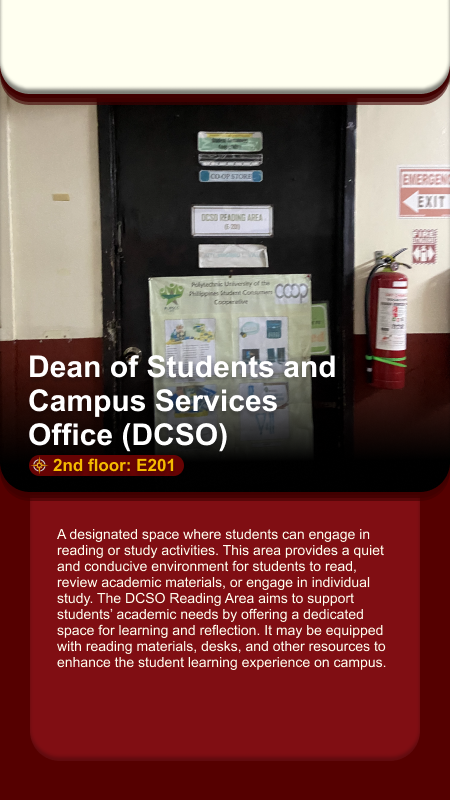 CO-OP STORE
DCSO READING AREA
EMERGENCY
EXIT
FIRE
Polytechnic University of the
Philippines Student Consumers
Cooperative
coop
Dean of Students and
Campus Services
Office (DCSO)
2nd floor: E201
A designated space where students can engage in
reading or study activities. This area provides a quiet
and conducive environment for students to read,
review academic materials, or engage in individual
study. The DCSO Reading Area aims to support
students’ academic needs by offering a dedicated
space for learning and reflection. It may be equipped
with reading materials, desks, and other resources to
enhance the student learning experience on campus.